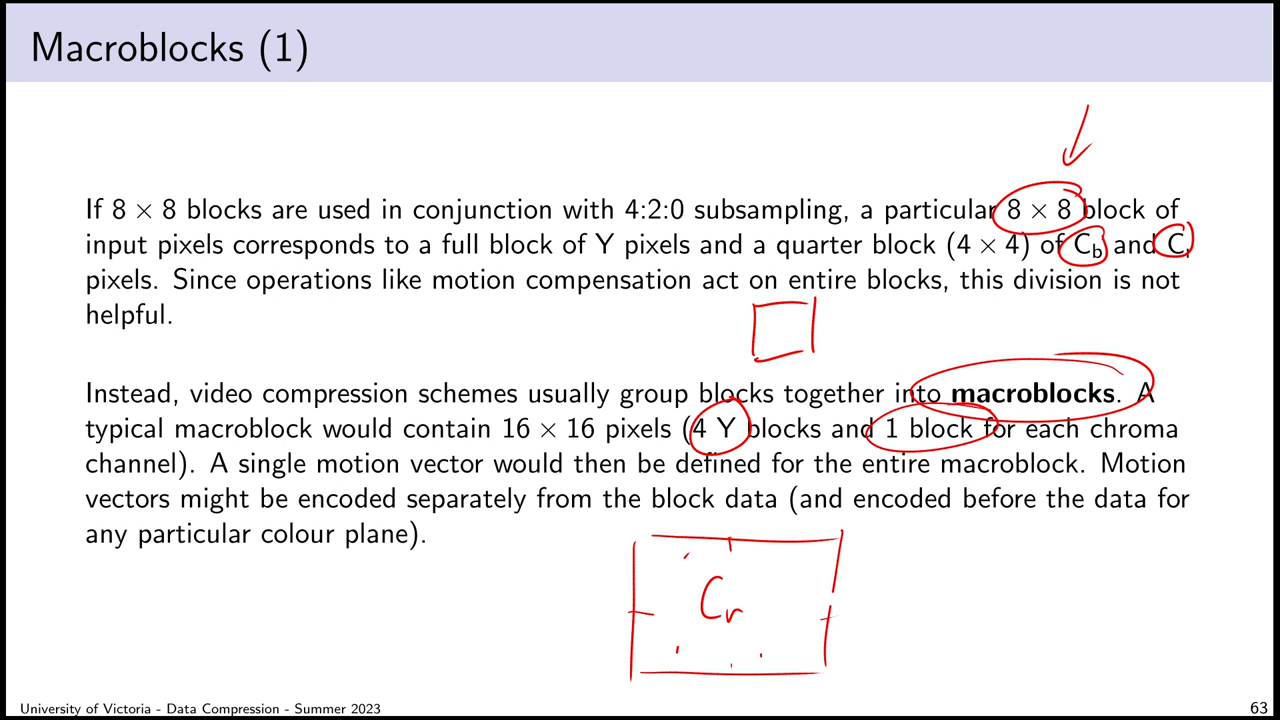 Macroblocks (1)
If 8 × 8 blocks are used in conjunction with 4:2:0 subsampling, a particular 8 × 8 block of
input pixels corresponds to a full block of Y pixels and a quarter block (4 × 4) of Cb and Cr
pixels. Since operations like motion compensation act on entire blocks, this division is not
helpful.
Instead, video compression schemes usually group blocks together into macroblocks. A
typical macroblock would contain 16 × 16 pixels (4 Y blocks and 1 block for each chroma
channel). A single motion vector would then be defined for the entire macroblock. Motion
vectors might be encoded separately from the block data (and encoded before the data for
any particular colour plane).
Cr
University of Victoria - Data Compression - Summer 2023
63